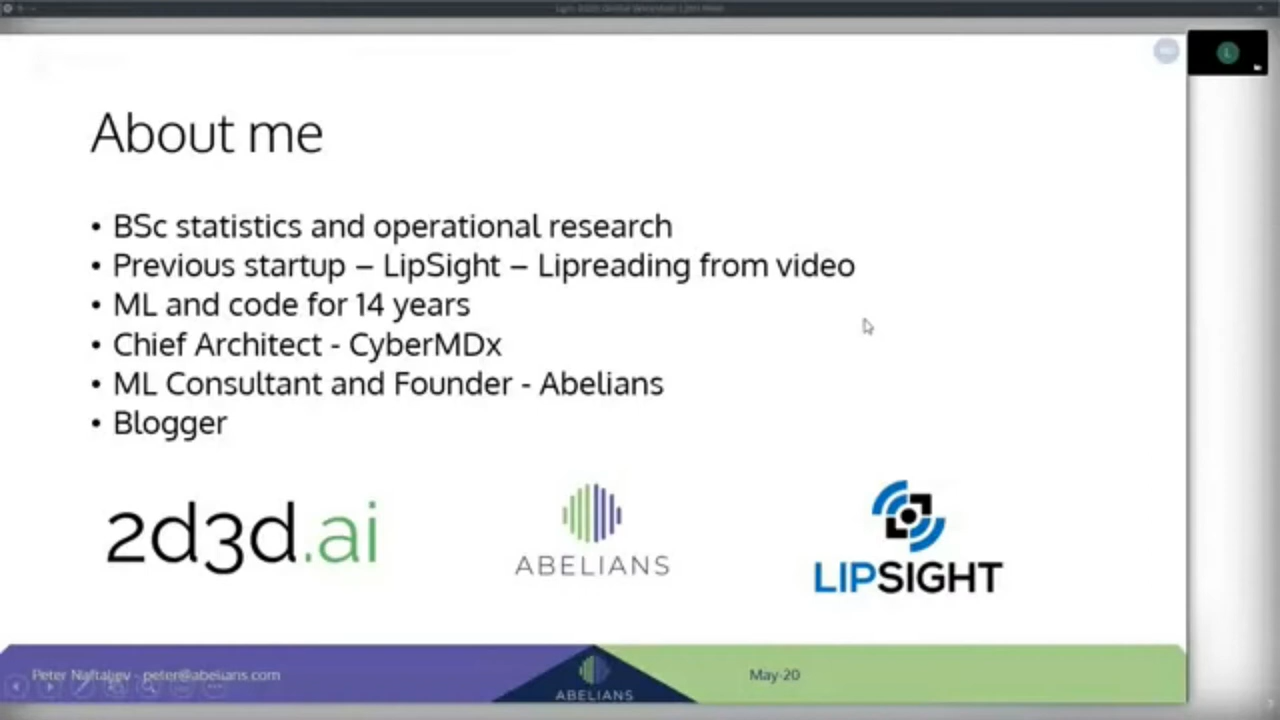 About me
• BSc statistics and operational research
• Previous startup – LipSight – Lipreading from video
• ML and code for 14 years
• Chief Architect - CyberMDx
• ML Consultant and Founder - Abelians
• Blogger
2d3d.ai
ABELIANS
LIPSIGHT
Peter Naftaliev - peter@abelians.com
ABELIANS
May-20
L